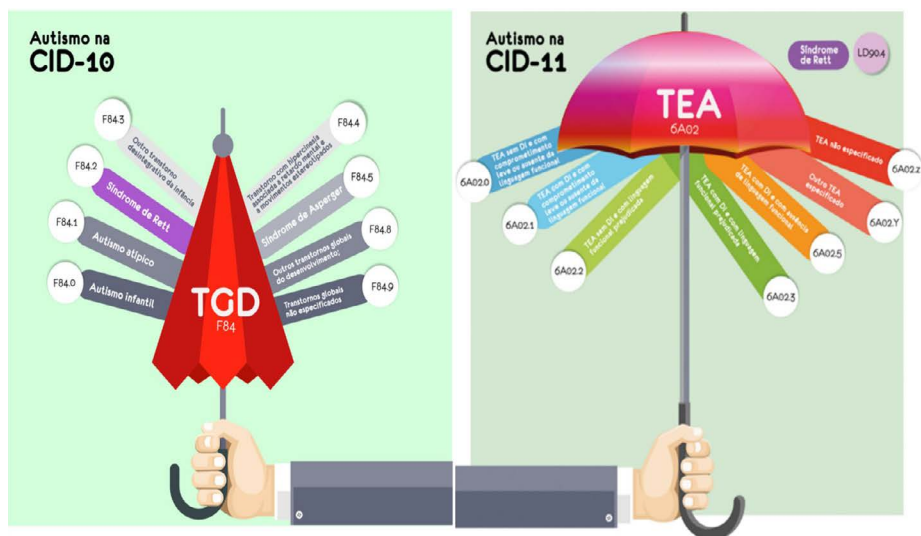 Autismo na
CID-10
F84.3
Outro transtorno
desintegrativo da infância
F84.2
Síndrome de Rett
F84.1
Autismo atípico
F84.0
Autismo infantil
TGD
F84
F84.4
Transtorno com hipercinesia
associada a retardo mental e
a movimentos estereotipados
F84.5
Síndrome de Asperger
F84.8
Outros transtornos globais
do desenvolvimento;
F84.9
Transtornos globais
não especificados
Autismo na
CID-11
Síndrome
de Rett
LD90.4
TEA
6A02
6A02.0
TEA sem DI e com
comprometimento
leve ou ausente da
linguagem funcional
6A02.1
TEA com DI e com
comprometimento
leve ou ausente da
linguagem funcional
6A02.2
TEA sem DI e com linguagem
funcional prejudicada
6A02.3
TEA com DI e com linguagem
funcional prejudicada
6A02.5
TEA com DI e com ausência
de linguagem funcional
6A02.Y
Outro TEA
especificado
6A02.Z
TEA não especificado